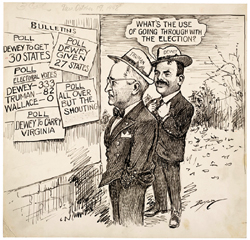 BULLETINS
POLL
DEWEY TO GET
30 STATES
POLL
DEWEY
GIVEN
27 STATES
POLL
ELECTORAL VOTES
DEWEY-333
TRUMAN-82
WALLACE-0
POLL
ALL OVER
BUT THE
SHOUTING
POLL
DEWEY TO CARRY
VIRGINIA
WHAT'S THE USE
OF GOING THROUGH WITH
THE ELECTION?
DEWEY